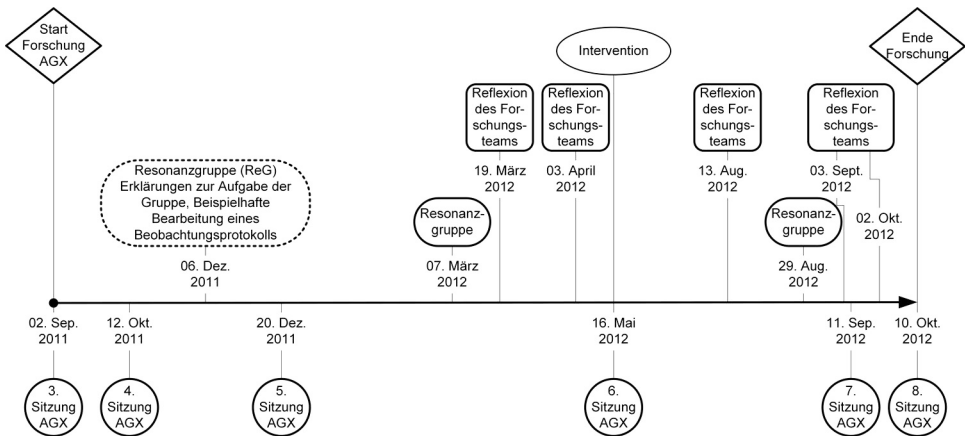 Start
Forschung
AGX
Ende
Forschung
Intervention
Reflexion
des For-
schungs-
teams
Reflexion
des For-
schungs-
teams
Reflexion
des For-
schungs-
teams
Reflexion
des For-
schungs-
teams
19. März
2012
03. April
2012
13. Aug.
2012
03. Sept.
2012
02. Okt.
2012
Resonanzgruppe (ReG)
Erklärungen zur Aufgabe der
Gruppe, Beispielhafte
Bearbeitung eines
Beobachtungsprotokolls
Resonanz-
gruppe
Resonanz-
gruppe
06. Dez.
2011
07. März
2012
29. Aug.
2012
02. Sep.
2011
12. Okt.
2011
20. Dez.
2011
16. Mai
2012
11. Sep.
2012
10. Okt.
2012
3.
Sitzung
AGX
4.
Sitzung
AGX
5.
Sitzung
AGX
6.
Sitzung
AGX
7.
Sitzung
AGX
8.
Sitzung
AGX